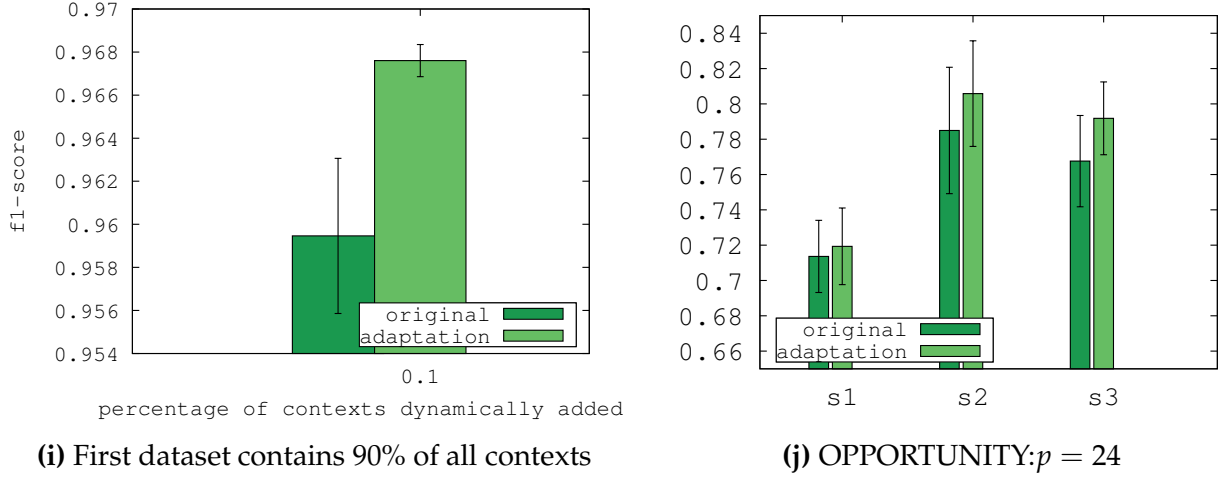 0.97
0.968
0.966
0.964
0.962
0.96
0.958
0.956
0.954
f1-score
original
adaptation
0.1
percentage of contexts dynamically added
(i) First dataset contains 90% of all contexts
0.84
0.82
0.8
0.78
0.76
0.74
0.72
0.7
0.68
0.66
original
adaptation
s1 s2 s3
(j) OPPORTUNITY:p = 24